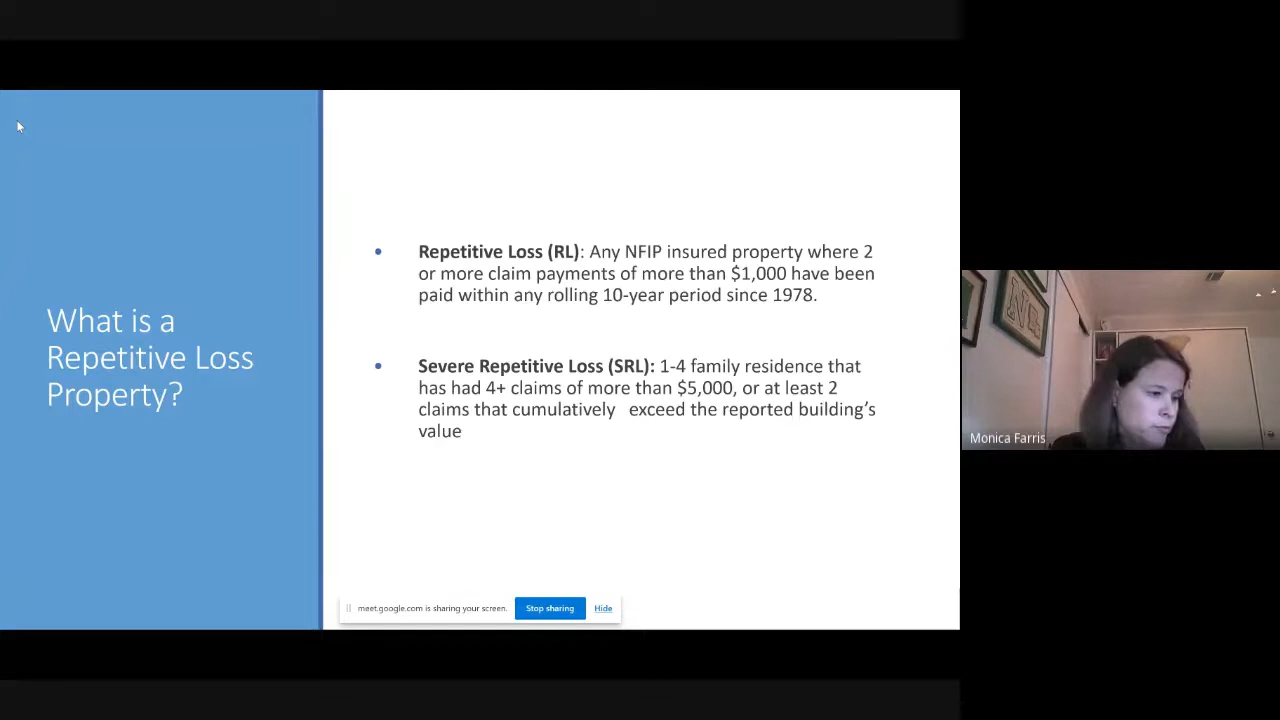 What is a
Repetitive Loss
Property?
• Repetitive Loss (RL): Any NFIP insured property where 2
or more claim payments of more than $1,000 have been
paid within any rolling 10-year period since 1978.
• Severe Repetitive Loss (SRL): 1-4 family residence that
has had 4+ claims of more than $5,000, or at least 2
claims that cumulatively exceed the reported building's
value
meet.google.com is sharing your screen. Stop sharing Hide
Monica Farris